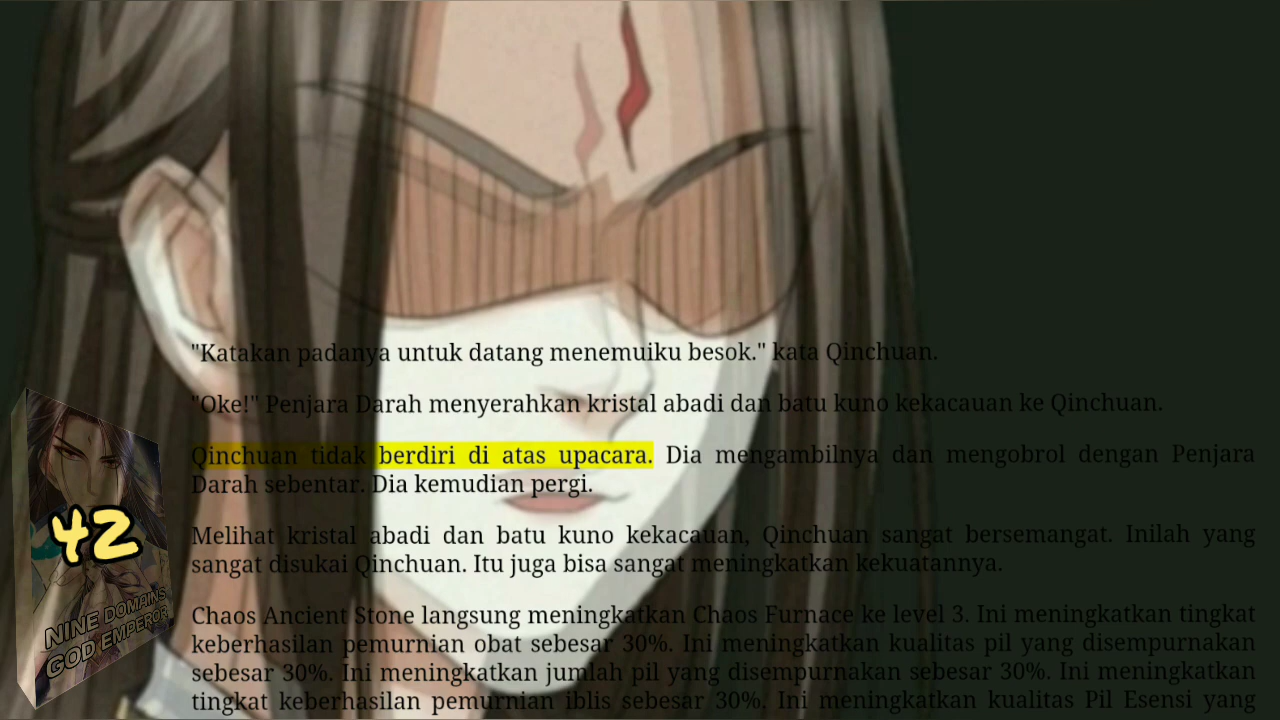 "Katakan padanya untuk datang menemuiku besok." kata Qinchuan.
"Oke!" Penjara Darah menyerahkan kristal abadi dan batu kuno kekacauan ke Qinchuan.
Qinchuan tidak berdiri di atas upacara. Dia mengambilnya dan mengobrol dengan Penjara
Darah sebentar. Dia kemudian pergi.
Melihat kristal abadi dan batu kuno kekacauan, Qinchuan sangat bersemangat. Inilah yang
sangat disukai Qinchuan. Itu juga bisa sangat meningkatkan kekuatannya.
Chaos Ancient Stone langsung meningkatkan Chaos Furnace ke level 3. Ini meningkatkan tingkat
keberhasilan pemurnian obat sebesar 30%. Ini meningkatkan kualitas pil yang disempurnakan
sebesar 30%. Ini meningkatkan jumlah pil yang disempurnakan sebesar 30%. Ini meningkatkan
tingkat keberhasilan pemurnian iblis sebesar 30%. Ini meningkatkan kualitas Pil Esensi yang
42
NINE DOMAINS
GOD EMPEROR